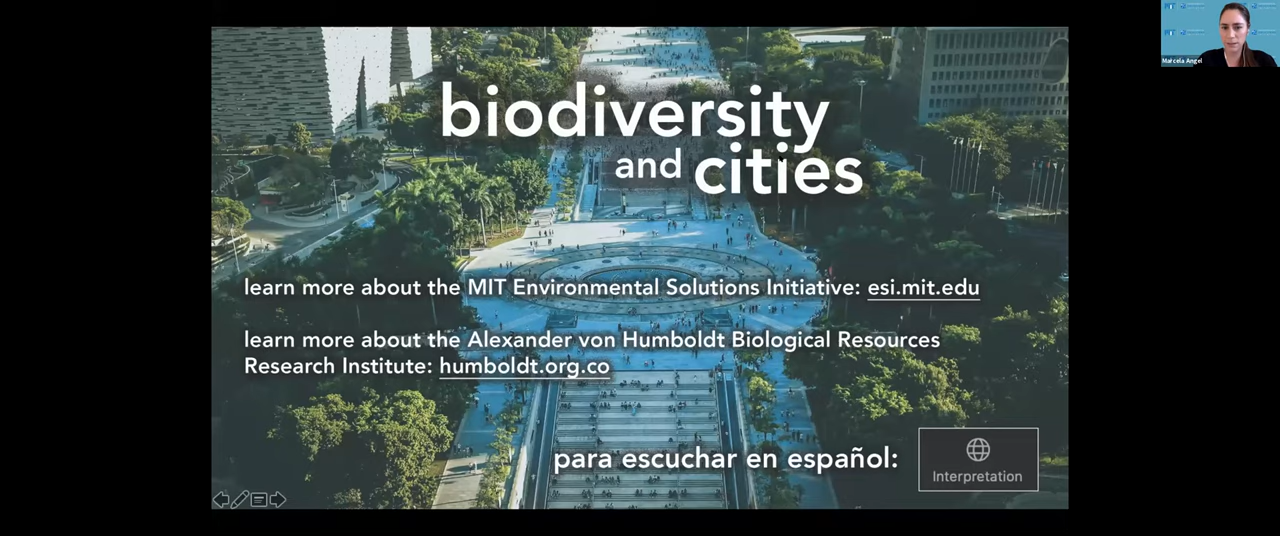 biodiversity
and cities
learn more about the MIT Environmental Solutions Initiative: esi.mit.edu
learn more about the Alexander von Humboldt Biological Resources
Research Institute: humboldt.org.co
para escuchar en español:
Interpretation
Marcela Angel